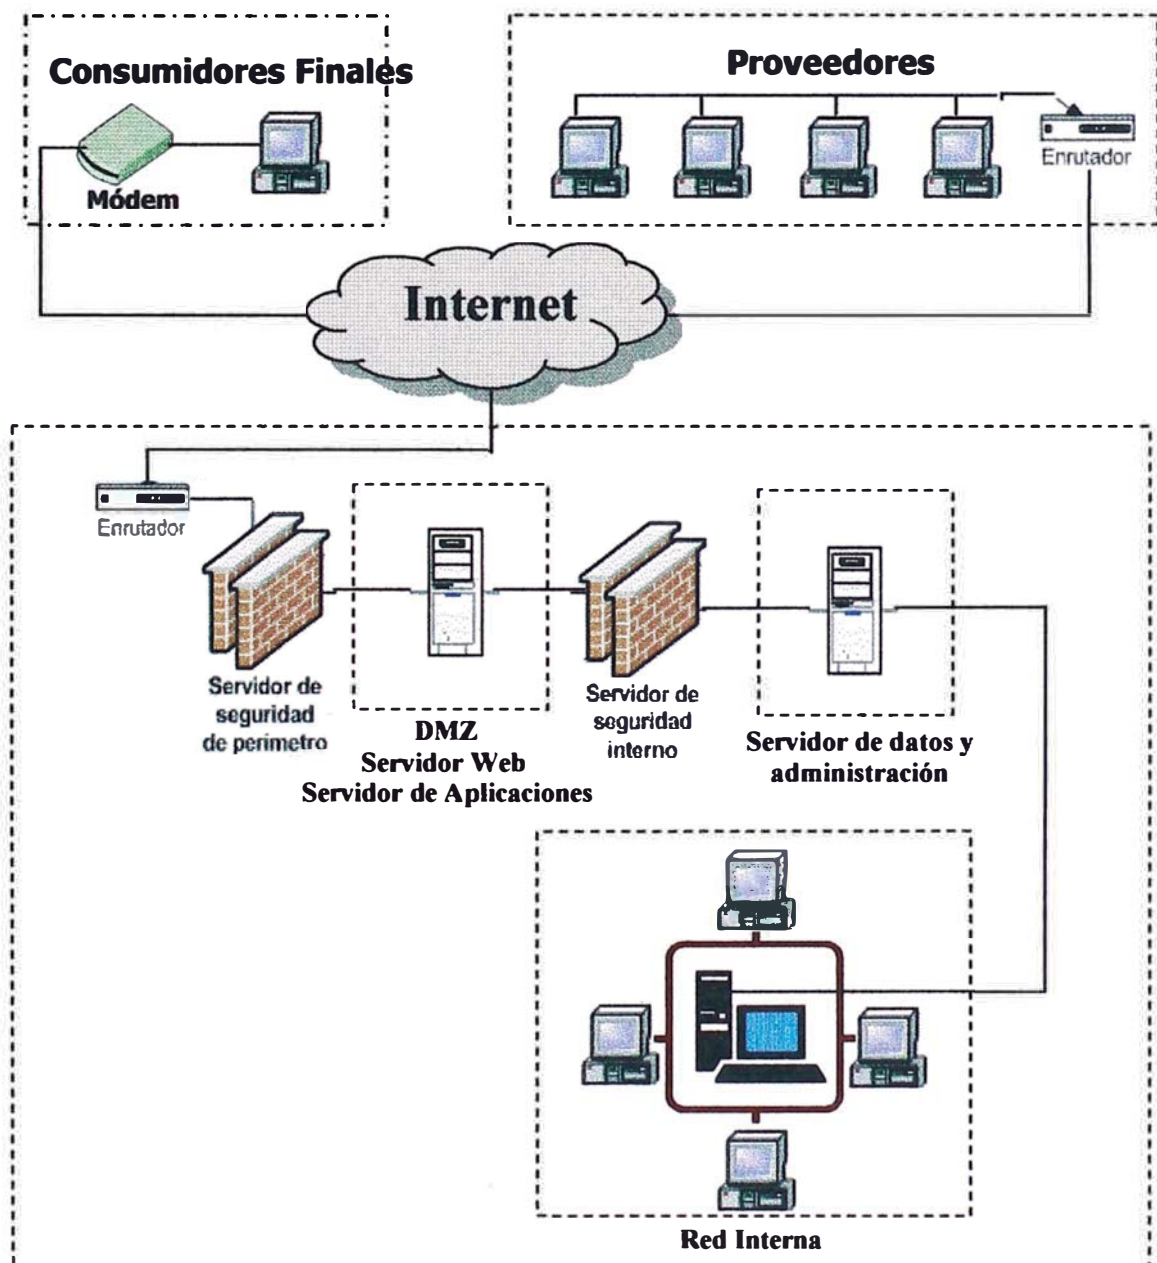 Consumidores Finales
Módem
Proveedores
Enrutador
Internet
Enrutador
Servidor de
seguridad
de perímetro
DMZ
Servidor Web
Servidor de Aplicaciones
Servidor de
seguridad
interno
Servidor de datos y
administración
Red Interna